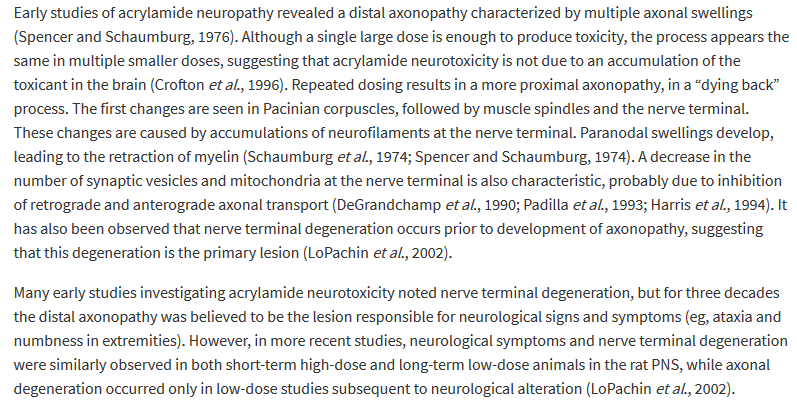 Early studies of acrylamide neuropathy revealed a distal axonopathy characterized by multiple axonal swellings
(Spencer and Schaumburg, 1976). Although a single large dose is enough to produce toxicity, the process appears the
same in multiple smaller doses, suggesting that acrylamide neurotoxicity is not due to an accumulation of the
toxicant in the brain (Crofton et al., 1996). Repeated dosing results in a more proximal axonopathy, in a “dying back”
process. The first changes are seen in Pacinian corpuscles, followed by muscle spindles and the nerve terminal.
These changes are caused by accumulations of neurofilaments at the nerve terminal. Paranodal swellings develop,
leading to the retraction of myelin (Schaumburg et al., 1974; Spencer and Schaumburg, 1974). A decrease in the
number of synaptic vesicles and mitochondria at the nerve terminal is also characteristic, probably due to inhibition
of retrograde and anterograde axonal transport (DeGrandchamp et al., 1990; Padilla et al., 1993; Harris et al., 1994). It
has also been observed that nerve terminal degeneration occurs prior to development of axonopathy, suggesting
that this degeneration is the primary lesion (LoPachin et al., 2002).
Many early studies investigating acrylamide neurotoxicity noted nerve terminal degeneration, but for three decades
the distal axonopathy was believed to be the lesion responsible for neurological signs and symptoms (eg, ataxia and
numbness in extremities). However, in more recent studies, neurological symptoms and nerve terminal degeneration
were similarly observed in both short-term high-dose and long-term low-dose animals in the rat PNS, while axonal
degeneration occurred only in low-dose studies subsequent to neurological alteration (LoPachin et al., 2002).